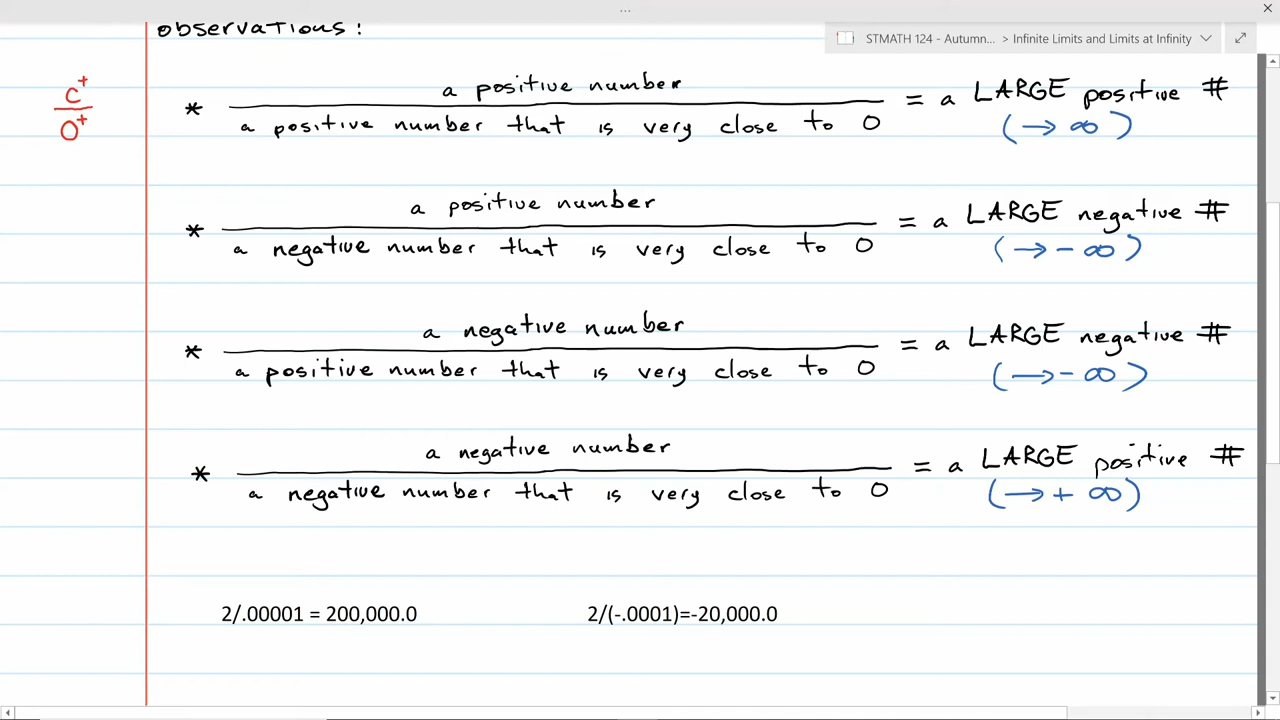 ...
observations:
STMATH 124 - Autumn... > Infinite Limits and Limits at Infinity
c⁺
0⁺
* a positive number
a positive number that is very close to 0
= a LARGE positive #
(→ ∞)
* a positive number
a negative number that is very close to 0
= a LARGE negative #
(→ - ∞)
* a negative number
a positive number that is very close to 0
= a LARGE negative #
(→ - ∞)
* a negative number
a negative number that is very close to 0
= a LARGE positive #
(→ + ∞)
2/.00001 = 200,000.0
2/(-.0001)=-20,000.0